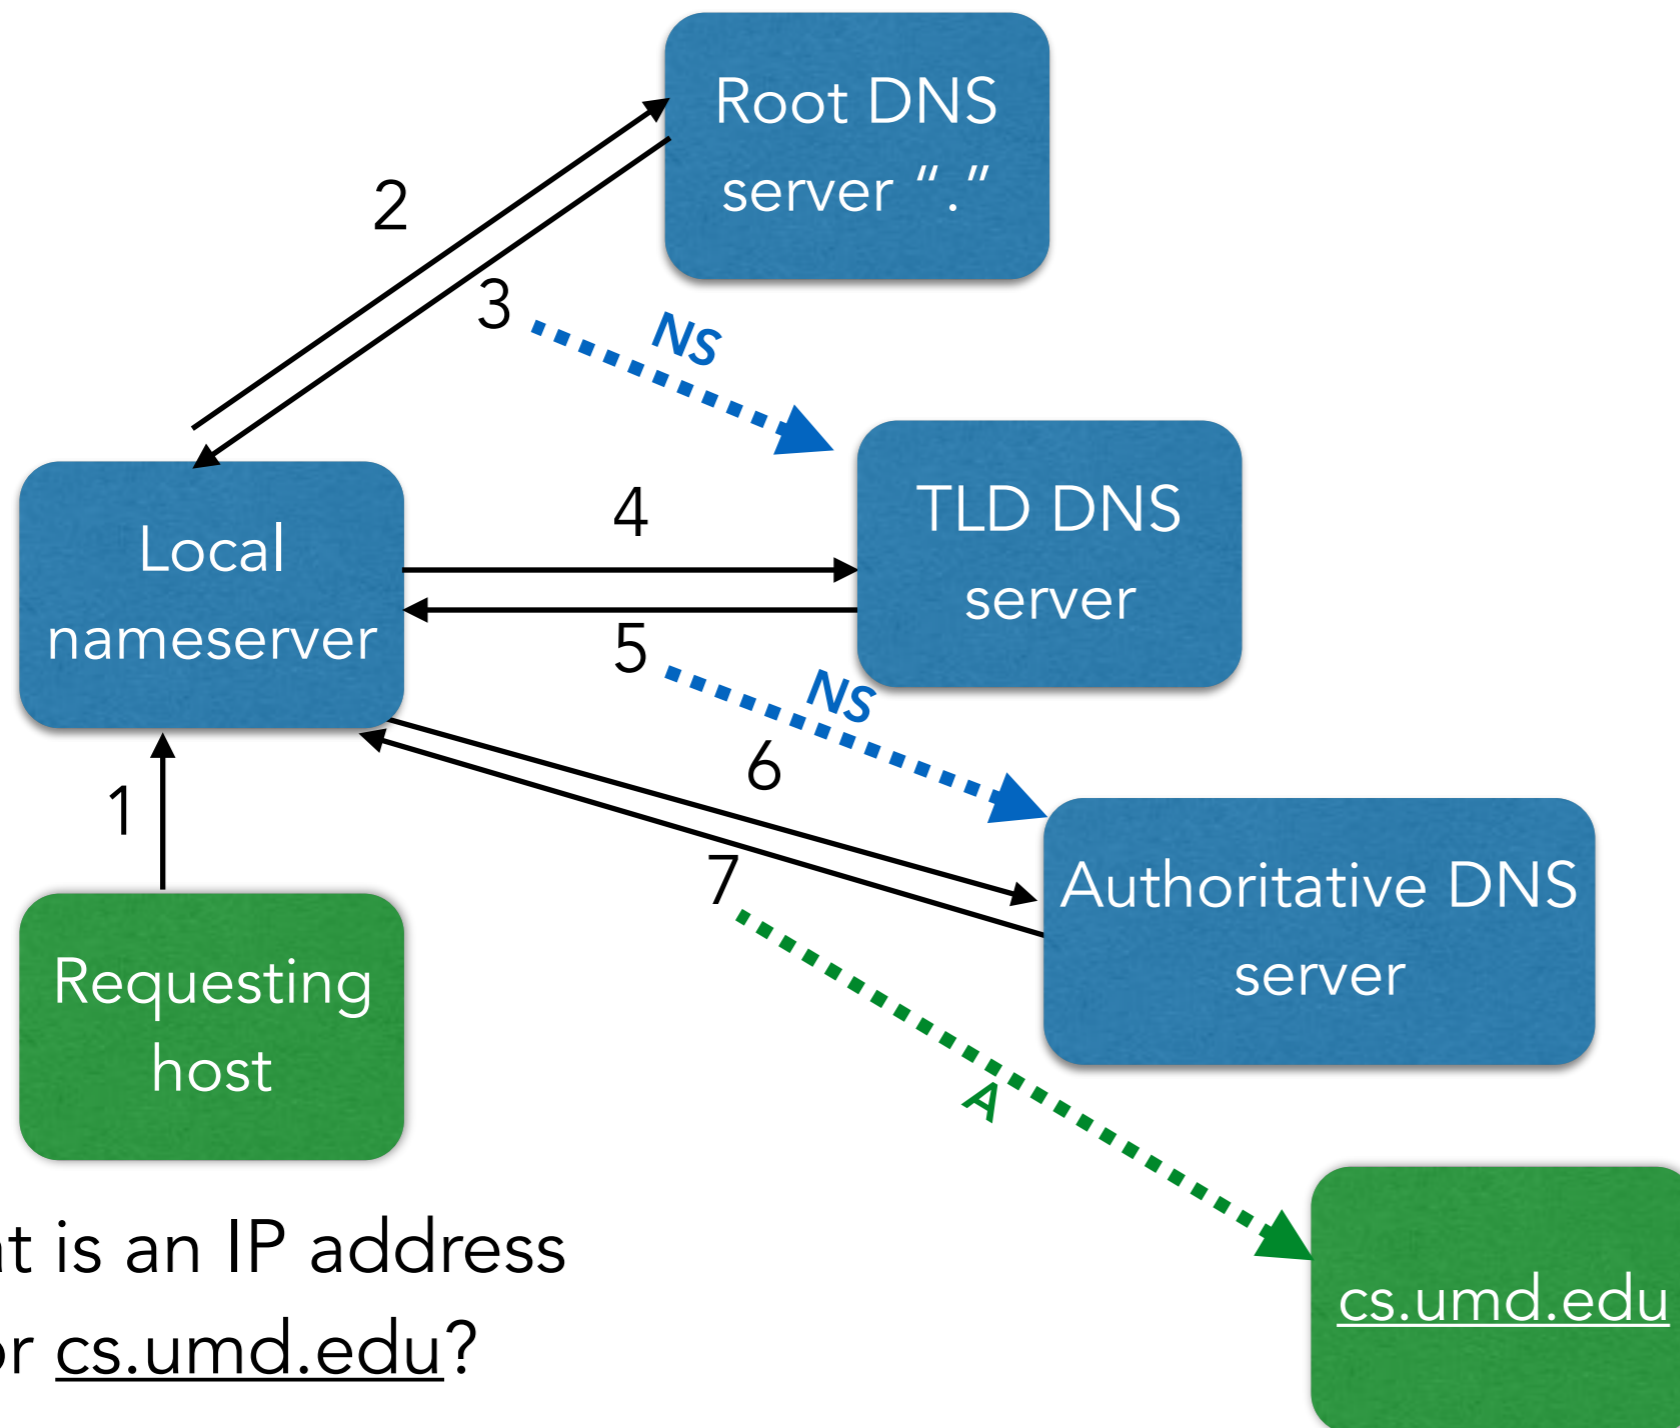 Root DNS
server “.”
2
3
NS
Local
nameserver
4
TLD DNS
server
5
NS
6
1
7
Authoritative DNS
server
Requesting
host
A
is an IP address
cs.umd.edu?
cs.umd.edu